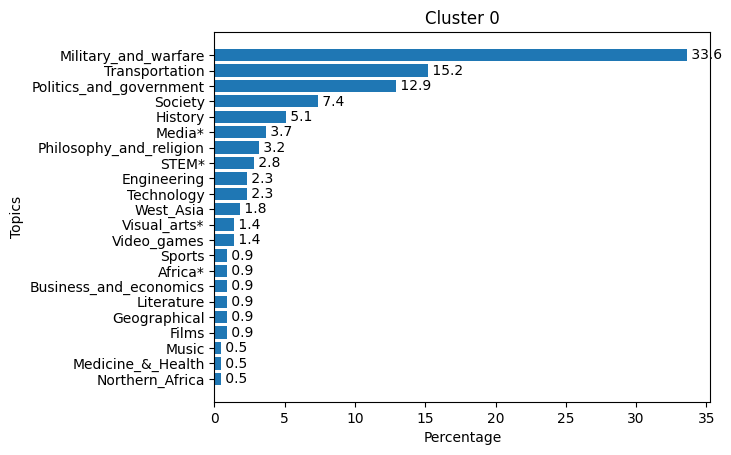 Cluster 0
Topics
Military_and_warfare 33.6
Transportation 15.2
Politics_and_government 12.9
Society 7.4
History 5.1
Media* 3.7
Philosophy_and_religion 3.2
STEM* 2.8
Engineering 2.3
Technology 2.3
West_Asia 1.8
Visual_arts* 1.4
Video_games 1.4
Sports 0.9
Africa* 0.9
Business_and_economics 0.9
Literature 0.9
Geographical 0.9
Films 0.9
Music 0.5
Medicine_&_Health 0.5
Northern_Africa 0.5
0 5 10 15 20 25 30 35
Percentage